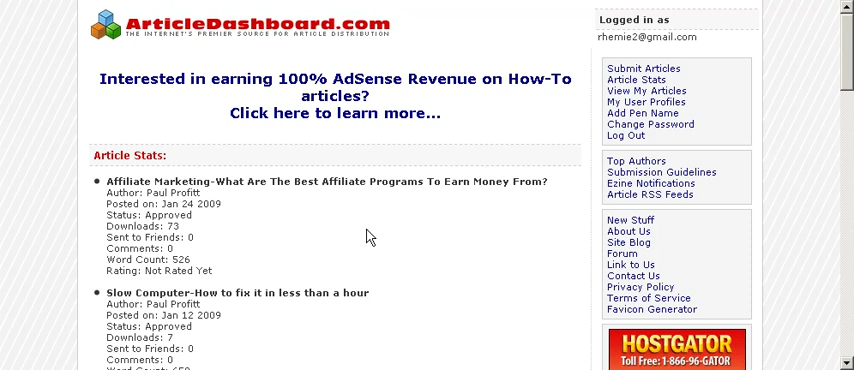 ArticleDashboard.com
THE INTERNET'S PREMIER SOURCE FOR ARTICLE DISTRIBUTION
Interested in earning 100% AdSense Revenue on How-To
articles?
Click here to learn more...
Article Stats:
Affiliate Marketing-What Are The Best Affiliate Programs To Earn Money From?
Author: Paul Profitt
Posted on: Jan 24 2009
Status: Approved
Downloads: 73
Sent to Friends: 0
Comments: 0
Word Count: 526
Rating: Not Rated Yet
Slow Computer-How to fix it in less than a hour
Author: Paul Profitt
Posted on: Jan 12 2009
Status: Approved
Downloads: 7
Sent to Friends: 0
Comments: 0
Logged in as
rhemie2@gmail.com
Submit Articles
Article Stats
View My Articles
My User Profiles
Add Pen Name
Change Password
Log Out
Top Authors
Submission Guidelines
Ezine Notifications
Article RSS Feeds
New Stuff
About Us
Site Blog
Forum
Link to Us
Contact Us
Privacy Policy
Terms of Service
Favicon Generator
HOSTGATOR
Toll Free: 1-866-96-GATOR